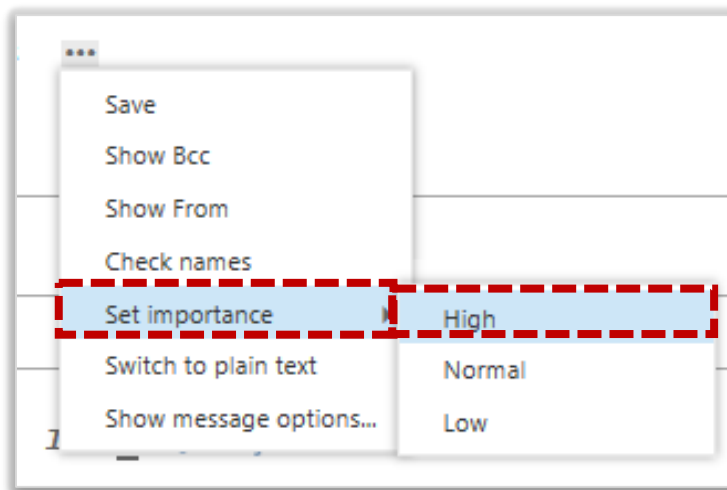 •••
Save
Show Bcc
Show From
Check names
Set importance
High
Switch to plain text
Normal
Show message options...
Low